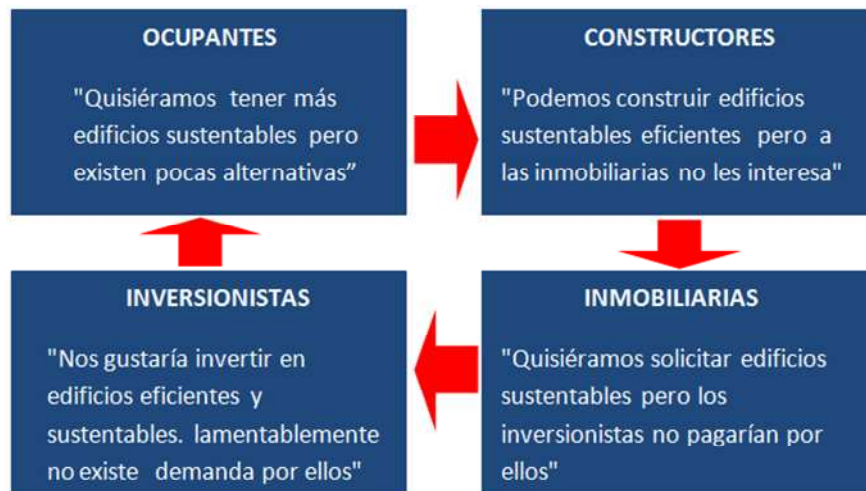 OCUPANTES
"Quisiéramos tener más
edificios sustentables pero
existen pocas alternativas”
CONSTRUCTORES
"Podemos construir edificios
sustentables eficientes pero a
las inmobiliarias no les interesa"
INVERSIONISTAS
"Nos gustaría invertir en
edificios eficientes y
sustentables. lamentablemente
no existe demanda por ellos"
INMOBILIARIAS
"Quisiéramos solicitar edificios
sustentables pero los
inversionistas no pagarían por
ellos"